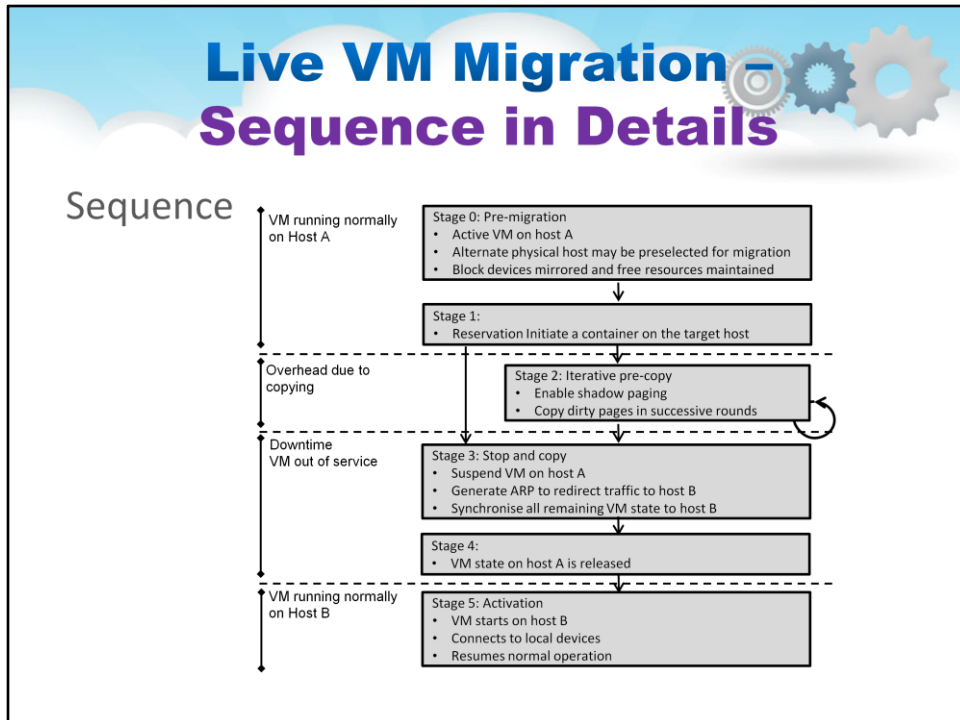 Live VM Migration –
Sequence in Details
Sequence
VM running normally
on Host A
Stage 0: Pre-migration
• Active VM on host A
• Alternate physical host may be preselected for migration
• Block devices mirrored and free resources maintained
Stage 1:
• Reservation Initiate a container on the target host
Overhead due to
copying
Stage 2: Iterative pre-copy
• Enable shadow paging
• Copy dirty pages in successive rounds
Downtime
VM out of service
Stage 3: Stop and copy
• Suspend VM on host A
• Generate ARP to redirect traffic to host B
• Synchronise all remaining VM state to host B
Stage 4:
• VM state on host A is released
VM running normally
on Host B
Stage 5: Activation
• VM starts on host B
• Connects to local devices
• Resumes normal operation